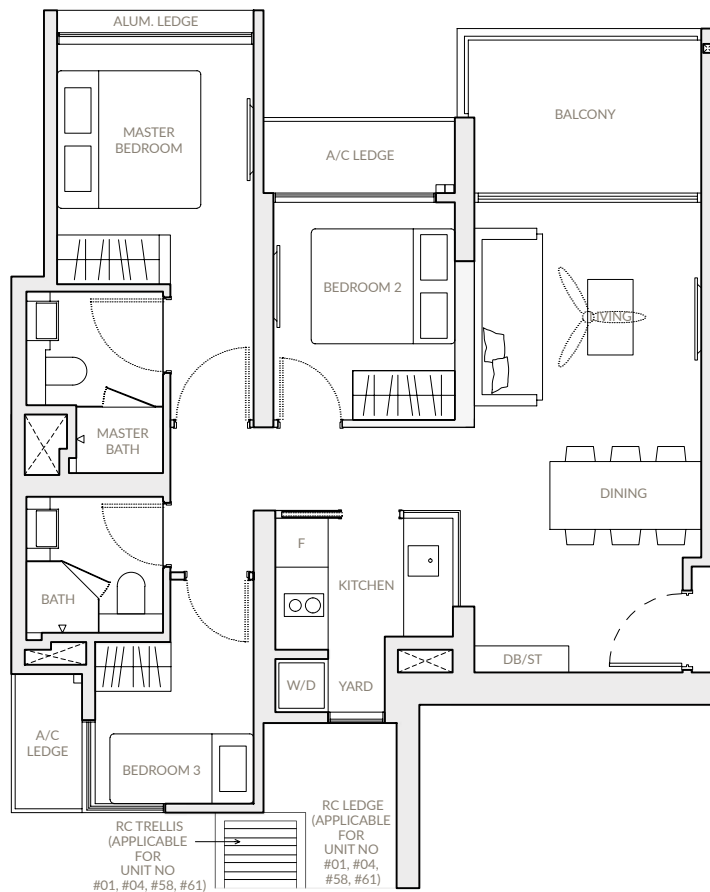 ALUM. LEDGE
MASTER
BEDROOM
A/C LEDGE
BALCONY
BEDROOM 2
LIVING
MASTER
BATH
DINING
F
KITCHEN
BATH
W/D
YARD
DB/ST
A/C
LEDGE
BEDROOM 3
RC TRELLIS
(APPLICABLE
FOR
UNIT NO
#01, #04, #58, #61)
RC LEDGE
(APPLICABLE
FOR
UNIT NO
#01, #04,
#58, #61)